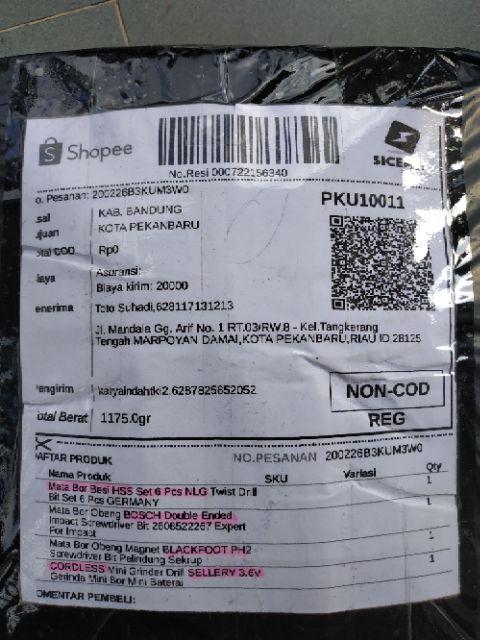 Shopee
SICEPAT
No.Resi 000722156340
o. Pesanan: 200226B3KUM3W0
PKU10011
sal KAB. BANDUNG
ujuan KOTA PEKANBARU
otal COD Rp0
iaya Asuransi:
Biaya kirim: 20000
enerima Toto Suhadi,628117131213
Jl. Mandala Gg. Arif No. 1 RT.03/RW.8 - Kel.Tangkerang
Tengah MARPOYAN DAMAI,KOTA PEKANBARU,RIAU ID,28125
engirim karyaindahtki2,6287825652052
NON-COD
otal Berat 1175.0gr
REG
DAFTAR PRODUK NO.PESANAN 200226B3KUM3W0
Nama Produk SKU Variasi Qty
Mata Bor Besi HSS Set 6 Pcs NLG Twist Drill 1
Bit Set 6 Pcs GERMANY
Mata Bor Obeng BOSCH Double Ended 1
Impact Screwdriver Bit 2608522267 Expert
For Impact
Mata Bor Obeng Magnet BLACKFOOT PH2 1
Screwdriver Bit Pelindung Sekrup
CORDLESS Mini Grinder Drill SELLERY 3.6V 1
Gerinda Mini Bor Mini Baterai
OMENTAR PEMBELI: